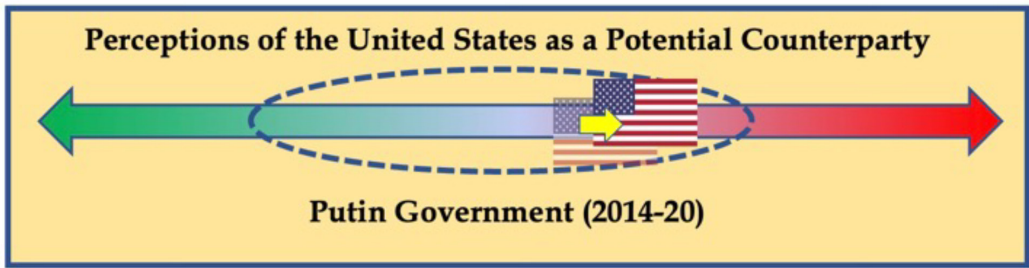 Perceptions of the United States as a Potential Counterparty
Putin Government (2014-20)